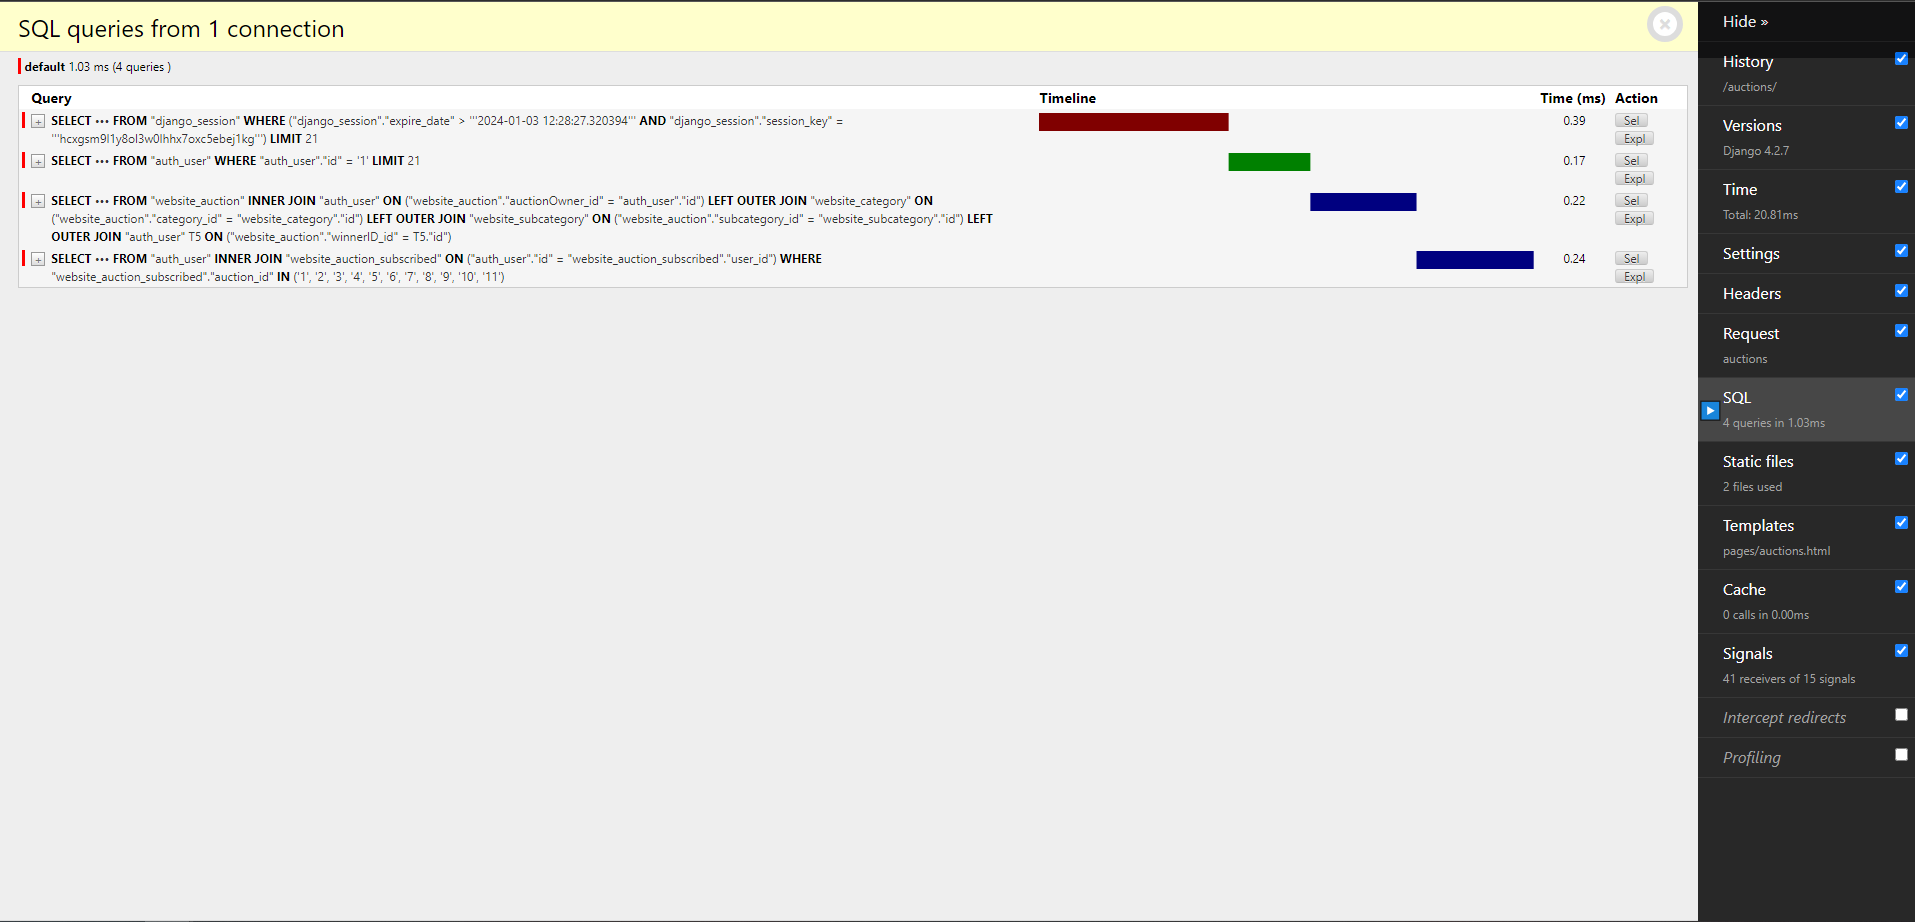 SQL queries from 1 connection
default 1.03 ms (4 queries )
Query Timeline Time (ms) Action
+ SELECT ••• FROM "django_session" WHERE ("django_session"."expire_date" > '''2024-01-03 12:28:27.320394''' AND "django_session"."session_key" = 0.39 Sel
'''hcxgsm9l1y8ol3w0lhhx7oxc5ebej1kg''') LIMIT 21 Expl
+ SELECT ••• FROM "auth_user" WHERE "auth_user"."id" = '1' LIMIT 21 0.17 Sel
Expl
+ SELECT ••• FROM "website_auction" INNER JOIN "auth_user" ON ("website_auction"."auctionOwner_id" = "auth_user"."id") LEFT OUTER JOIN "website_category" ON 0.22 Sel
("website_auction"."category_id" = "website_category"."id") LEFT OUTER JOIN "website_subcategory" ON ("website_auction"."subcategory_id" = "website_subcategory"."id") LEFT Expl
OUTER JOIN "auth_user" T5 ON ("website_auction"."winnerID_id" = T5."id")
+ SELECT ••• FROM "auth_user" INNER JOIN "website_auction_subscribed" ON ("auth_user"."id" = "website_auction_subscribed"."user_id") WHERE 0.24 Sel
"website_auction_subscribed"."auction_id" IN ('1', '2', '3', '4', '5', '6', '7', '8', '9', '10', '11') Expl
Hide »
History
/auctions/
Versions
Django 4.2.7
Time
Total: 20.81ms
Settings
Headers
Request
auctions
SQL
4 queries in 1.03ms
Static files
2 files used
Templates
pages/auctions.html
Cache
0 calls in 0.00ms
Signals
41 receivers of 15 signals
Intercept redirects
Profiling